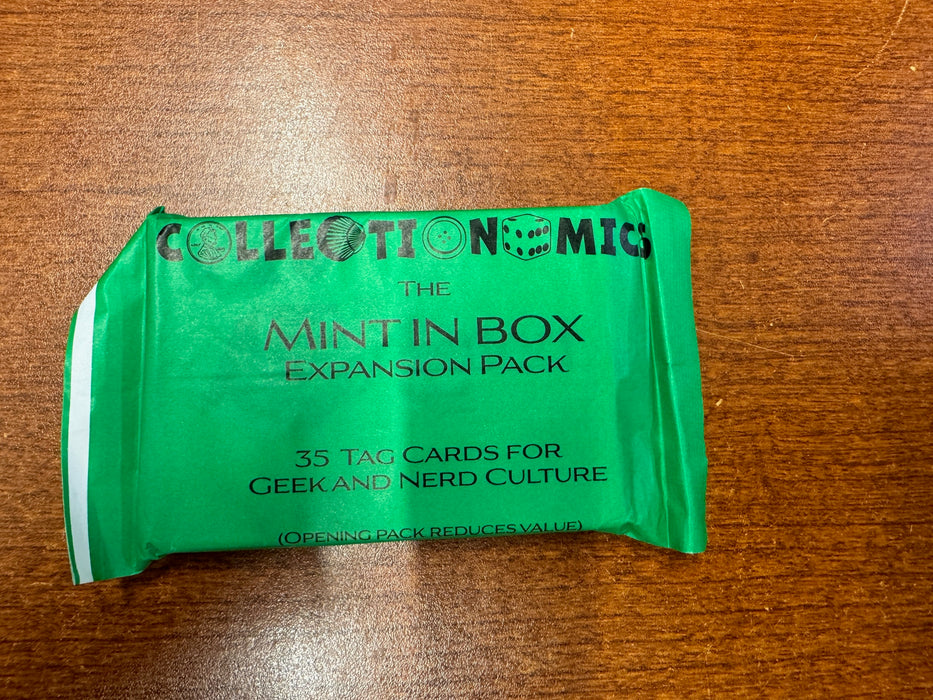 COLLECTIONOMICS
THE
MINT IN BOX
EXPANSION PACK
35 TAG CARDS FOR
GEEK AND NERD CULTURE
(OPENING PACK REDUCES VALUE)